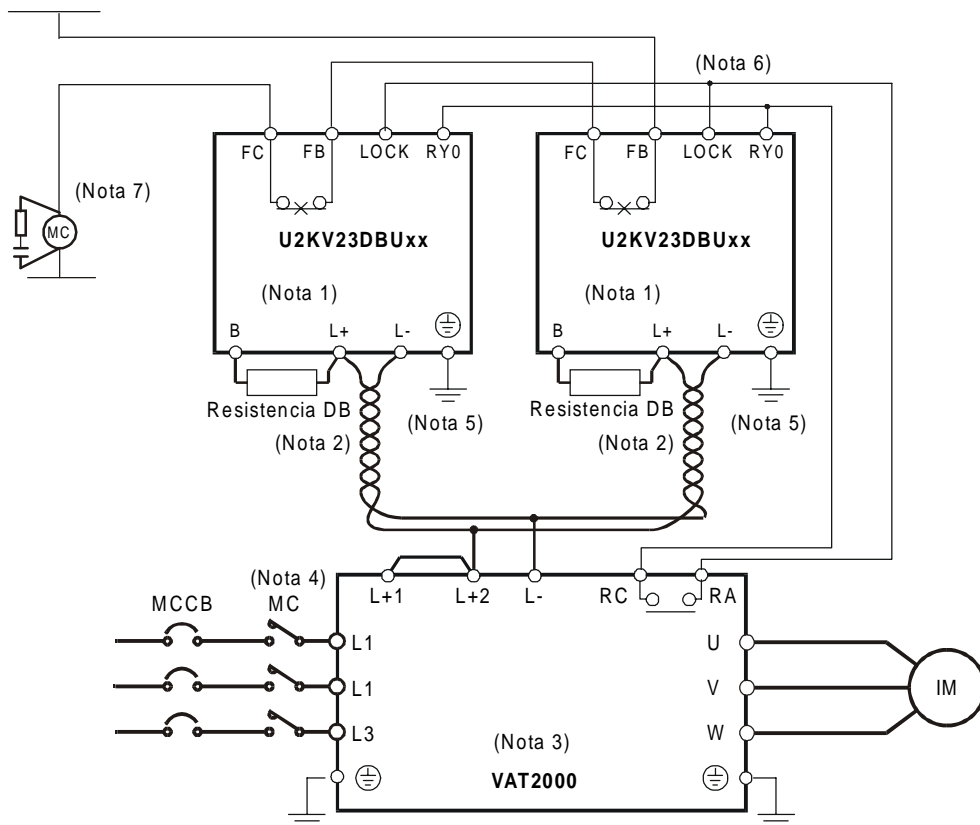 (Nota 6)
FC FB LOCK RY0
FC FB LOCK RY0
(Nota 7)
MC
U2KV23DBUxx
U2KV23DBUxx
(Nota 1)
(Nota 1)
B L+ L-
B L+ L-
Resistencia DB
(Nota 5)
Resistencia DB
(Nota 5)
(Nota 2)
(Nota 2)
(Nota 4)
MCCB MC
L+1 L+2 L- RC RA
L1
U
L1
V
IM
L3
W
(Nota 3)
VAT2000